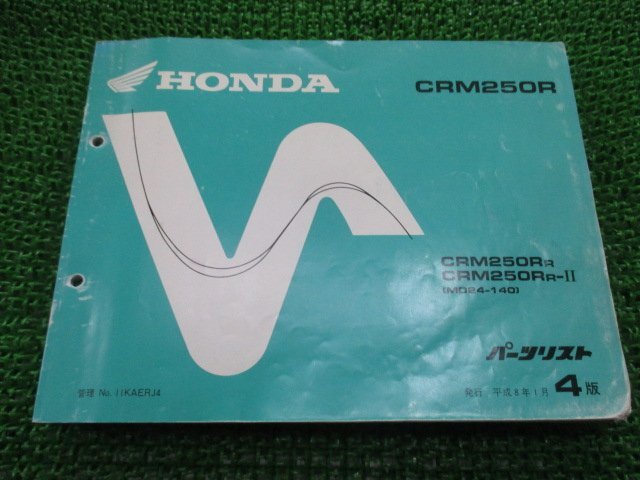 HONDA
CRM250R
CRM250RR
CRM250RR-II
(MD24-140)
パーツリスト
管理 No. 11KAERJ4
発行 平成8年1月 4版